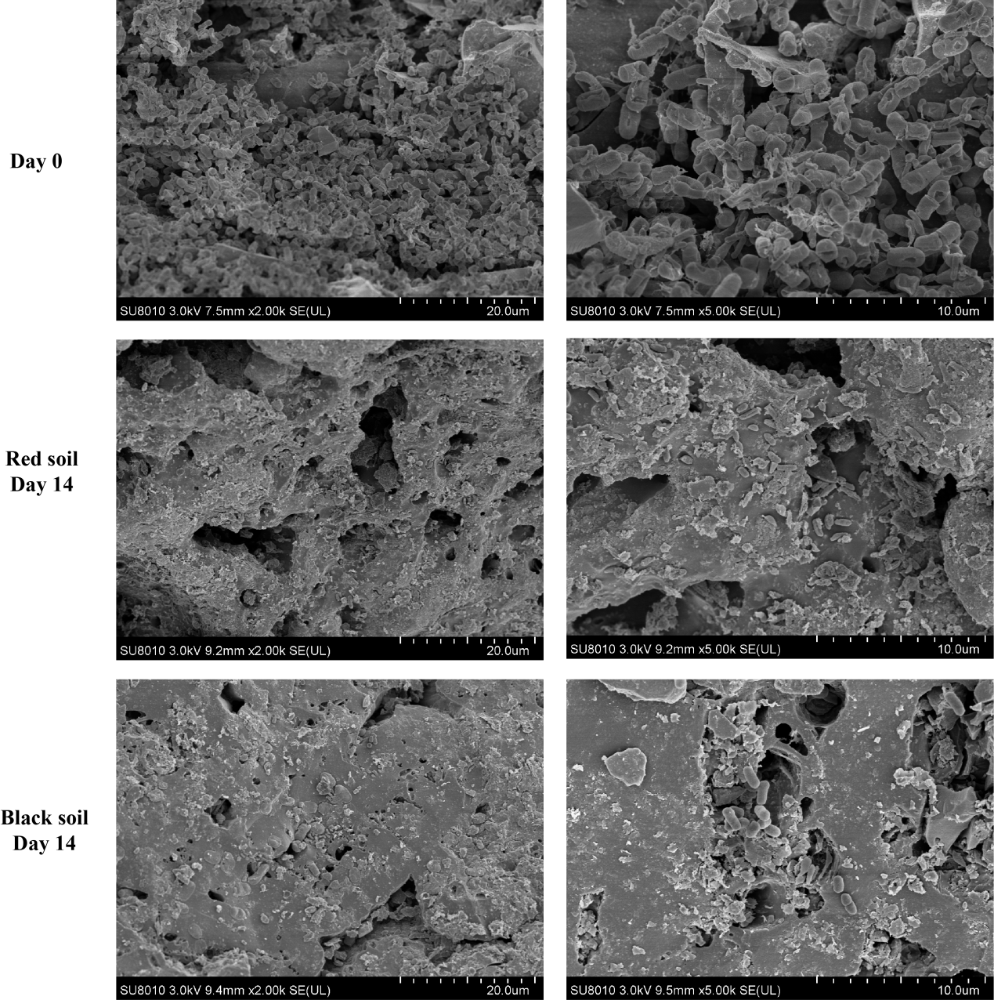 Day 0
SU8010 3.0kV 7.5mm x2.00k SE(UL) 20.0um
SU8010 3.0kV 7.5mm x5.00k SE(UL) 10.0um
Red soil
Day 14
SU8010 3.0kV 9.2mm x2.00k SE(UL) 20.0um
SU8010 3.0kV 9.2mm x5.00k SE(UL) 10.0um
Black soil
Day 14
SU8010 3.0kV 9.4mm x2.00k SE(UL) 20.0um
SU8010 3.0kV 9.5mm x5.00k SE(UL) 10.0um